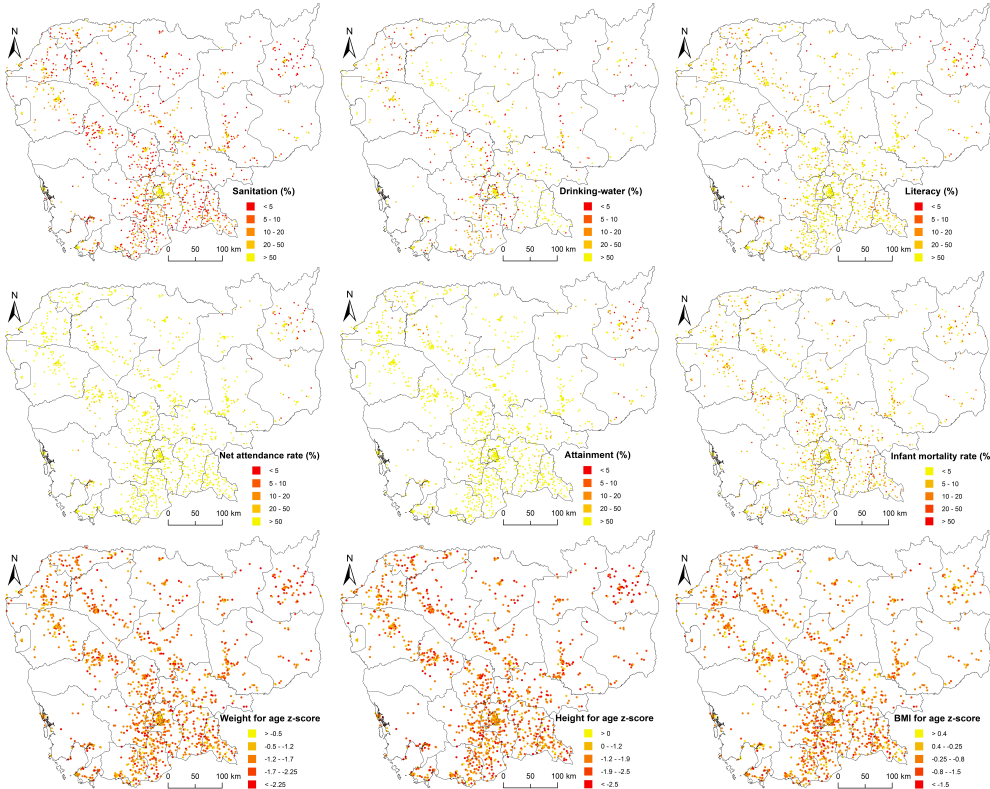 N
Sanitation (%)
< 5
5 - 10
10 - 20
20 - 50
> 50
0 50 100 km
N
Drinking-water (%)
< 5
5 - 10
10 - 20
20 - 50
> 50
0 50 100 km
N
Literacy (%)
< 5
5 - 10
10 - 20
20 - 50
> 50
0 50 100 km
N
Net attendance rate (%)
< 5
5 - 10
10 - 20
20 - 50
> 50
0 50 100 km
N
Attainment (%)
< 5
5 - 10
10 - 20
20 - 50
> 50
0 50 100 km
N
Infant mortality rate (%
< 5
5 - 10
10 - 20
20 - 50
> 50
0 50 100 km
N
Weight for age z-score
> -0.5
-0.5 - -1.2
-1.2 - -1.7
-1.7 - -2.25
< -2.25
0 50 100 km
N
Height for age z-score
> 0
0 - -1.2
-1.2 - -1.9
-1.9 - -2.5
< -2.5
0 50 100 km
N
BMI for age z-score
> 0.4
0.4 - -0.25
-0.25 - -0.8
-0.8 - -1.5
< -1.5
0 50 100 km